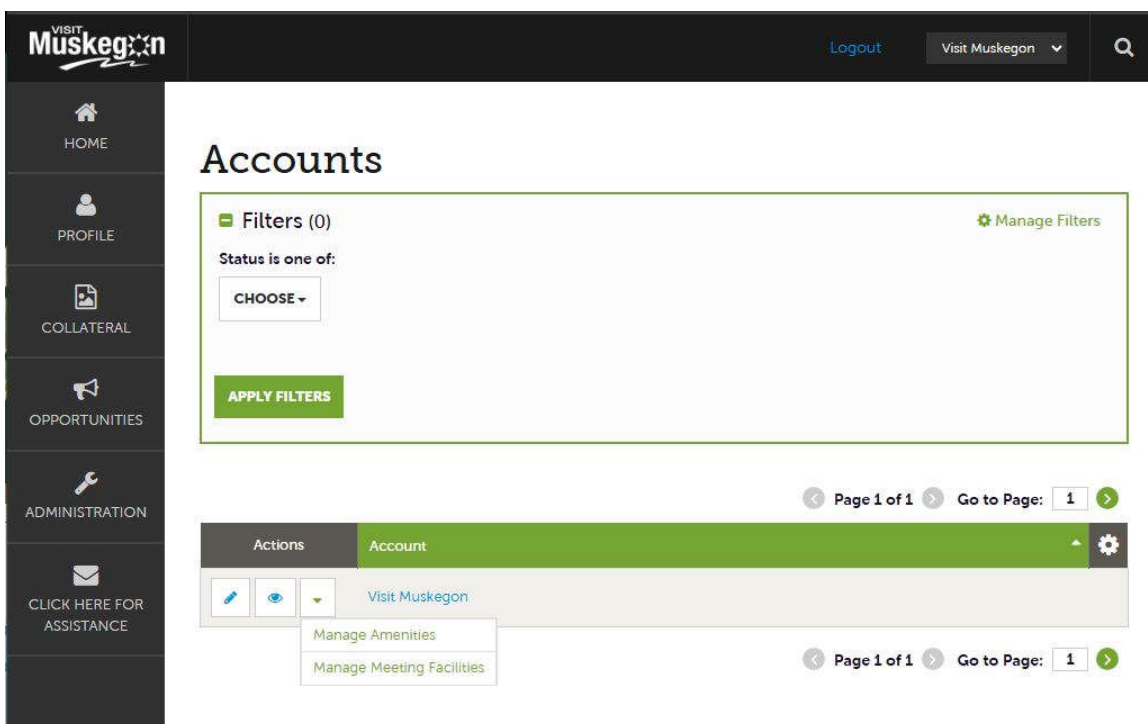 VISIT
Muskegon
Logout
Visit Muskegon
HOME
PROFILE
COLLATERAL
OPPORTUNITIES
ADMINISTRATION
CLICK HERE FOR
ASSISTANCE
Accounts
Filters (0)
Manage Filters
Status is one of:
CHOOSE
APPLY FILTERS
Page 1 of 1 Go to Page: 1
Actions Account
Visit Muskegon
Manage Amenities
Manage Meeting Facilities
Page 1 of 1 Go to Page: 1